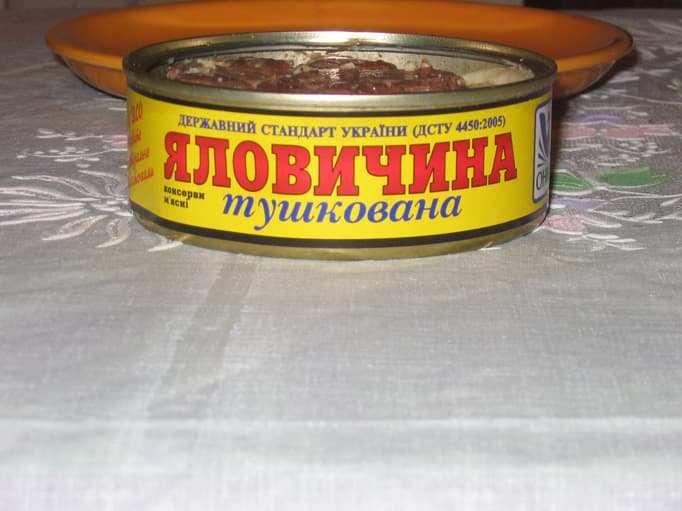 ДЕРЖАВНИЙ СТАНДАРТ УКРАЇНИ (ДСТУ 4450:2005)
ЯЛОВИЧИНА
консерви
м'ясні
тушкована